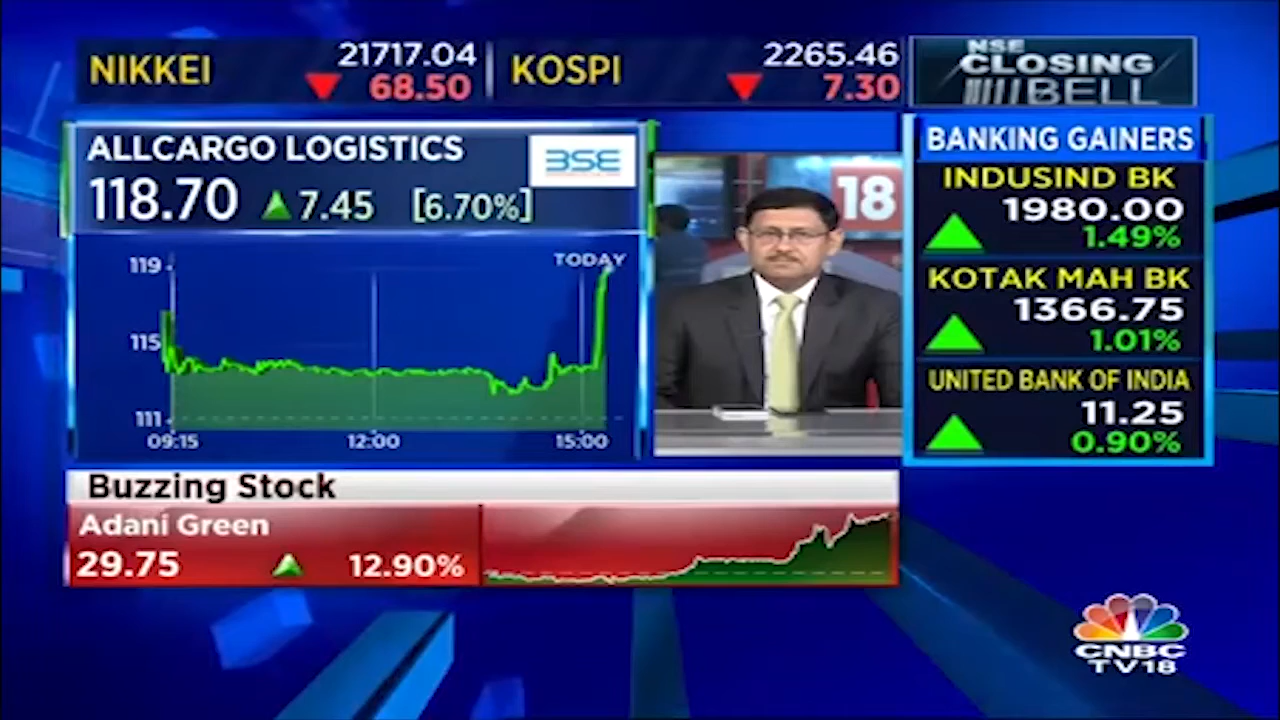 NIKKEI
21717.04
68.50
KOSPI
2265.46
7.30
NSE
CLOSING
BELL
ALLCARGO LOGISTICS
BSE
118.70
7.45
[6.70%]
119
115
111
TODAY
09:15
12:00
15:00
18
BANKING GAINERS
INDUSIND BK
1980.00
1.49%
KOTAK MAH BK
1366.75
1.01%
UNITED BANK OF INDIA
11.25
0.90%
Buzzing Stock
Adani Green
29.75
12.90%
CNBC
TV18